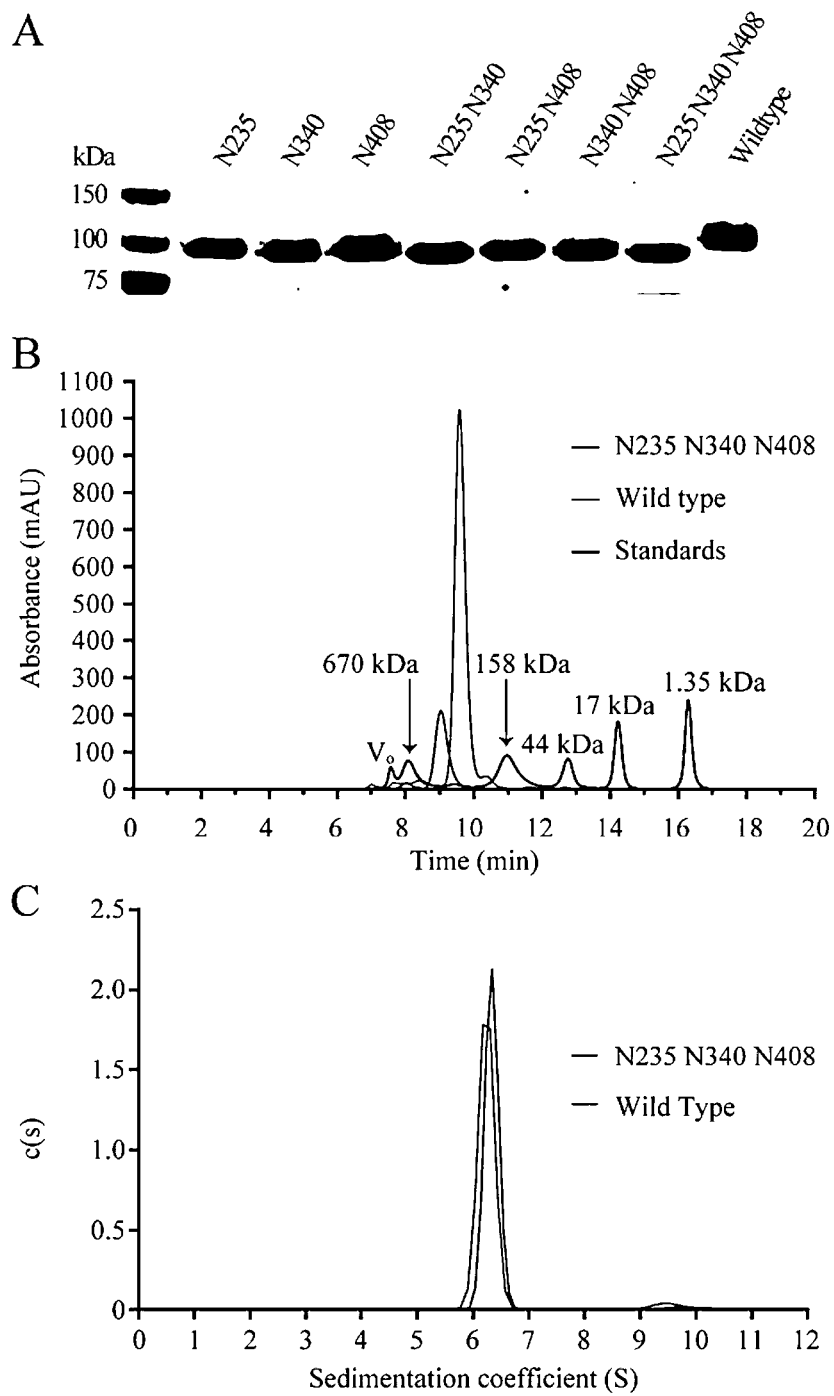 A
kDa
N235
N340
N408
N235 N340
N235 N408
N340 N408
N235 N340 N408
Wildtype
150
100
75
B
1100
1000
900
800
700
600
500
400
300
200
100
0
Absorbance (mAU)
N235 N340 N408
Wild type
Standards
670 kDa
158 kDa
1.35 kDa
17 kDa
44 kDa
Vo
0 2 4 6 8 10 12 14 16 18 20
Time (min)
C
2.5
2.0
1.5
1.0
0.5
0
c(s)
N235 N340 N408
Wild Type
0 1 2 3 4 5 6 7 8 9 10 11 12
Sedimentation coefficient (S)